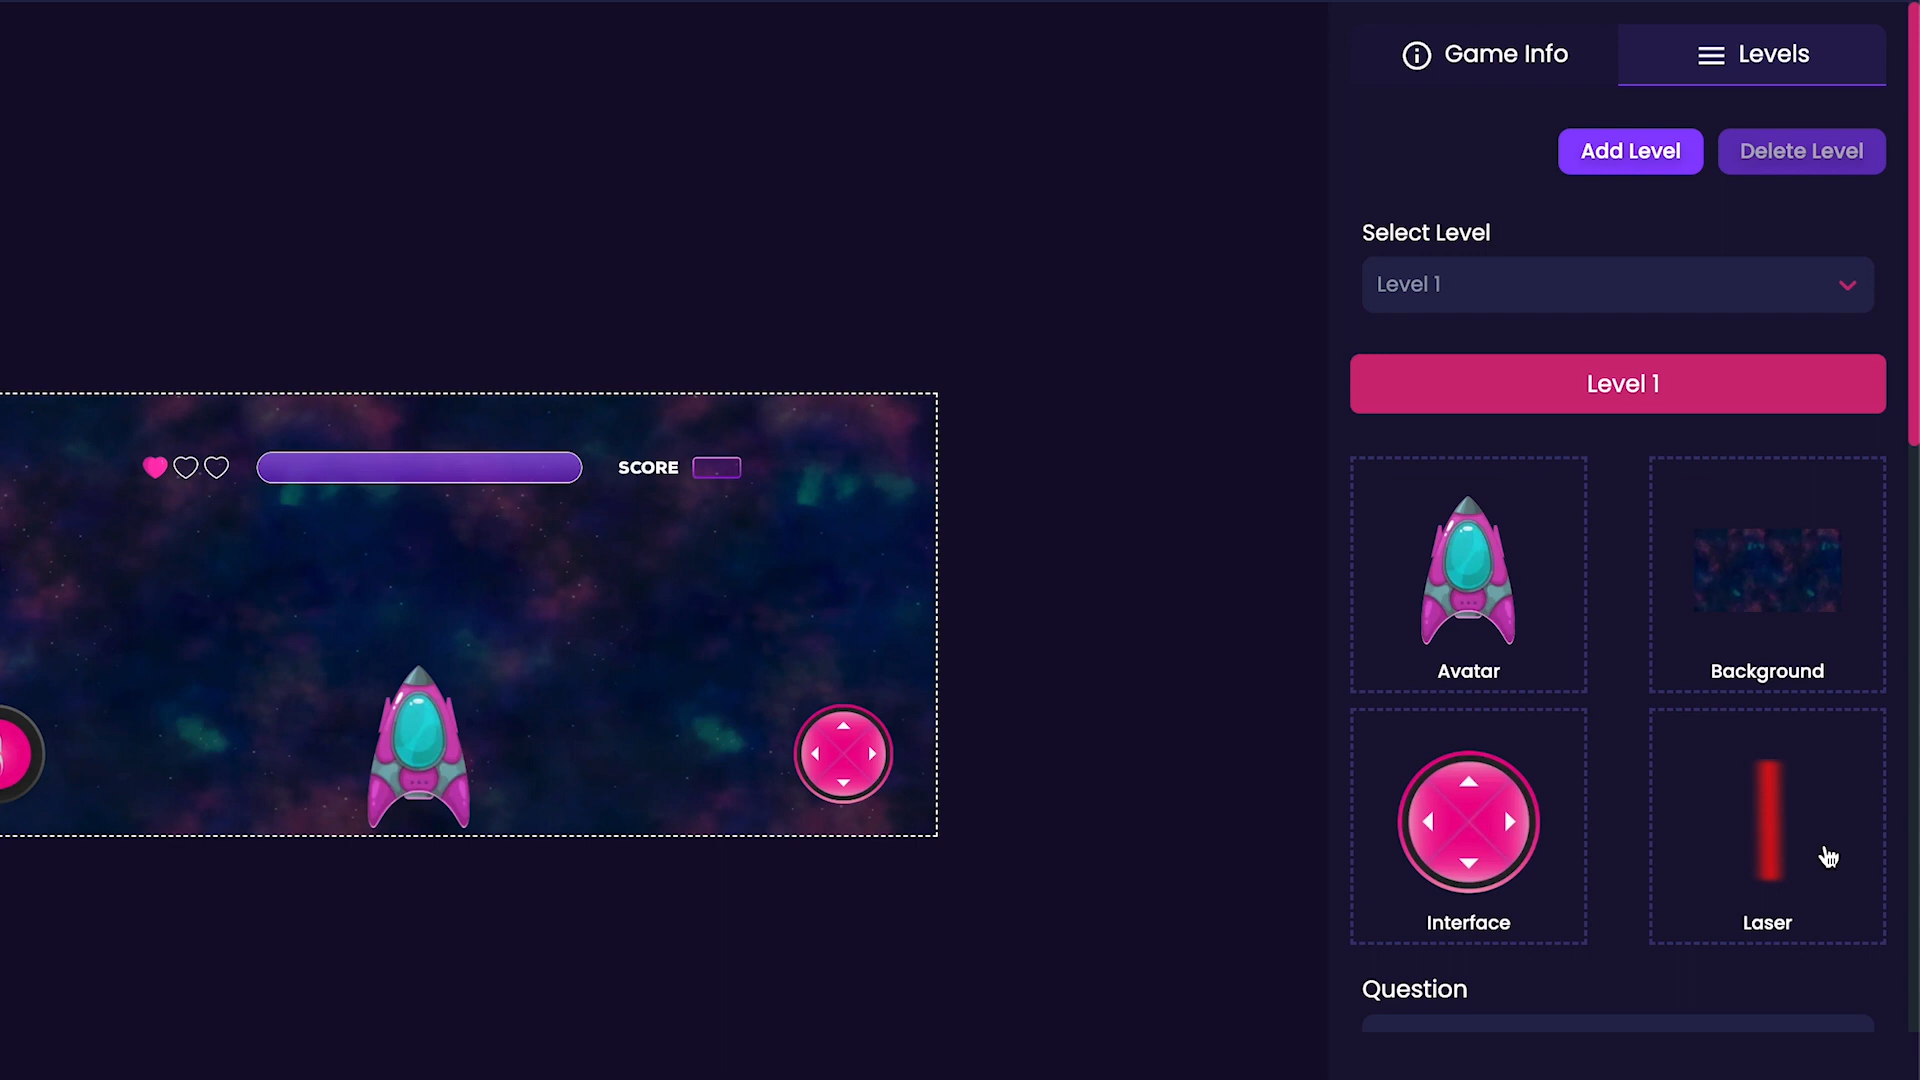 Game Info
Levels
Add Level
Delete Level
Select Level
Level 1
Level 1
SCORE
Avatar
Background
Interface
Laser
Question